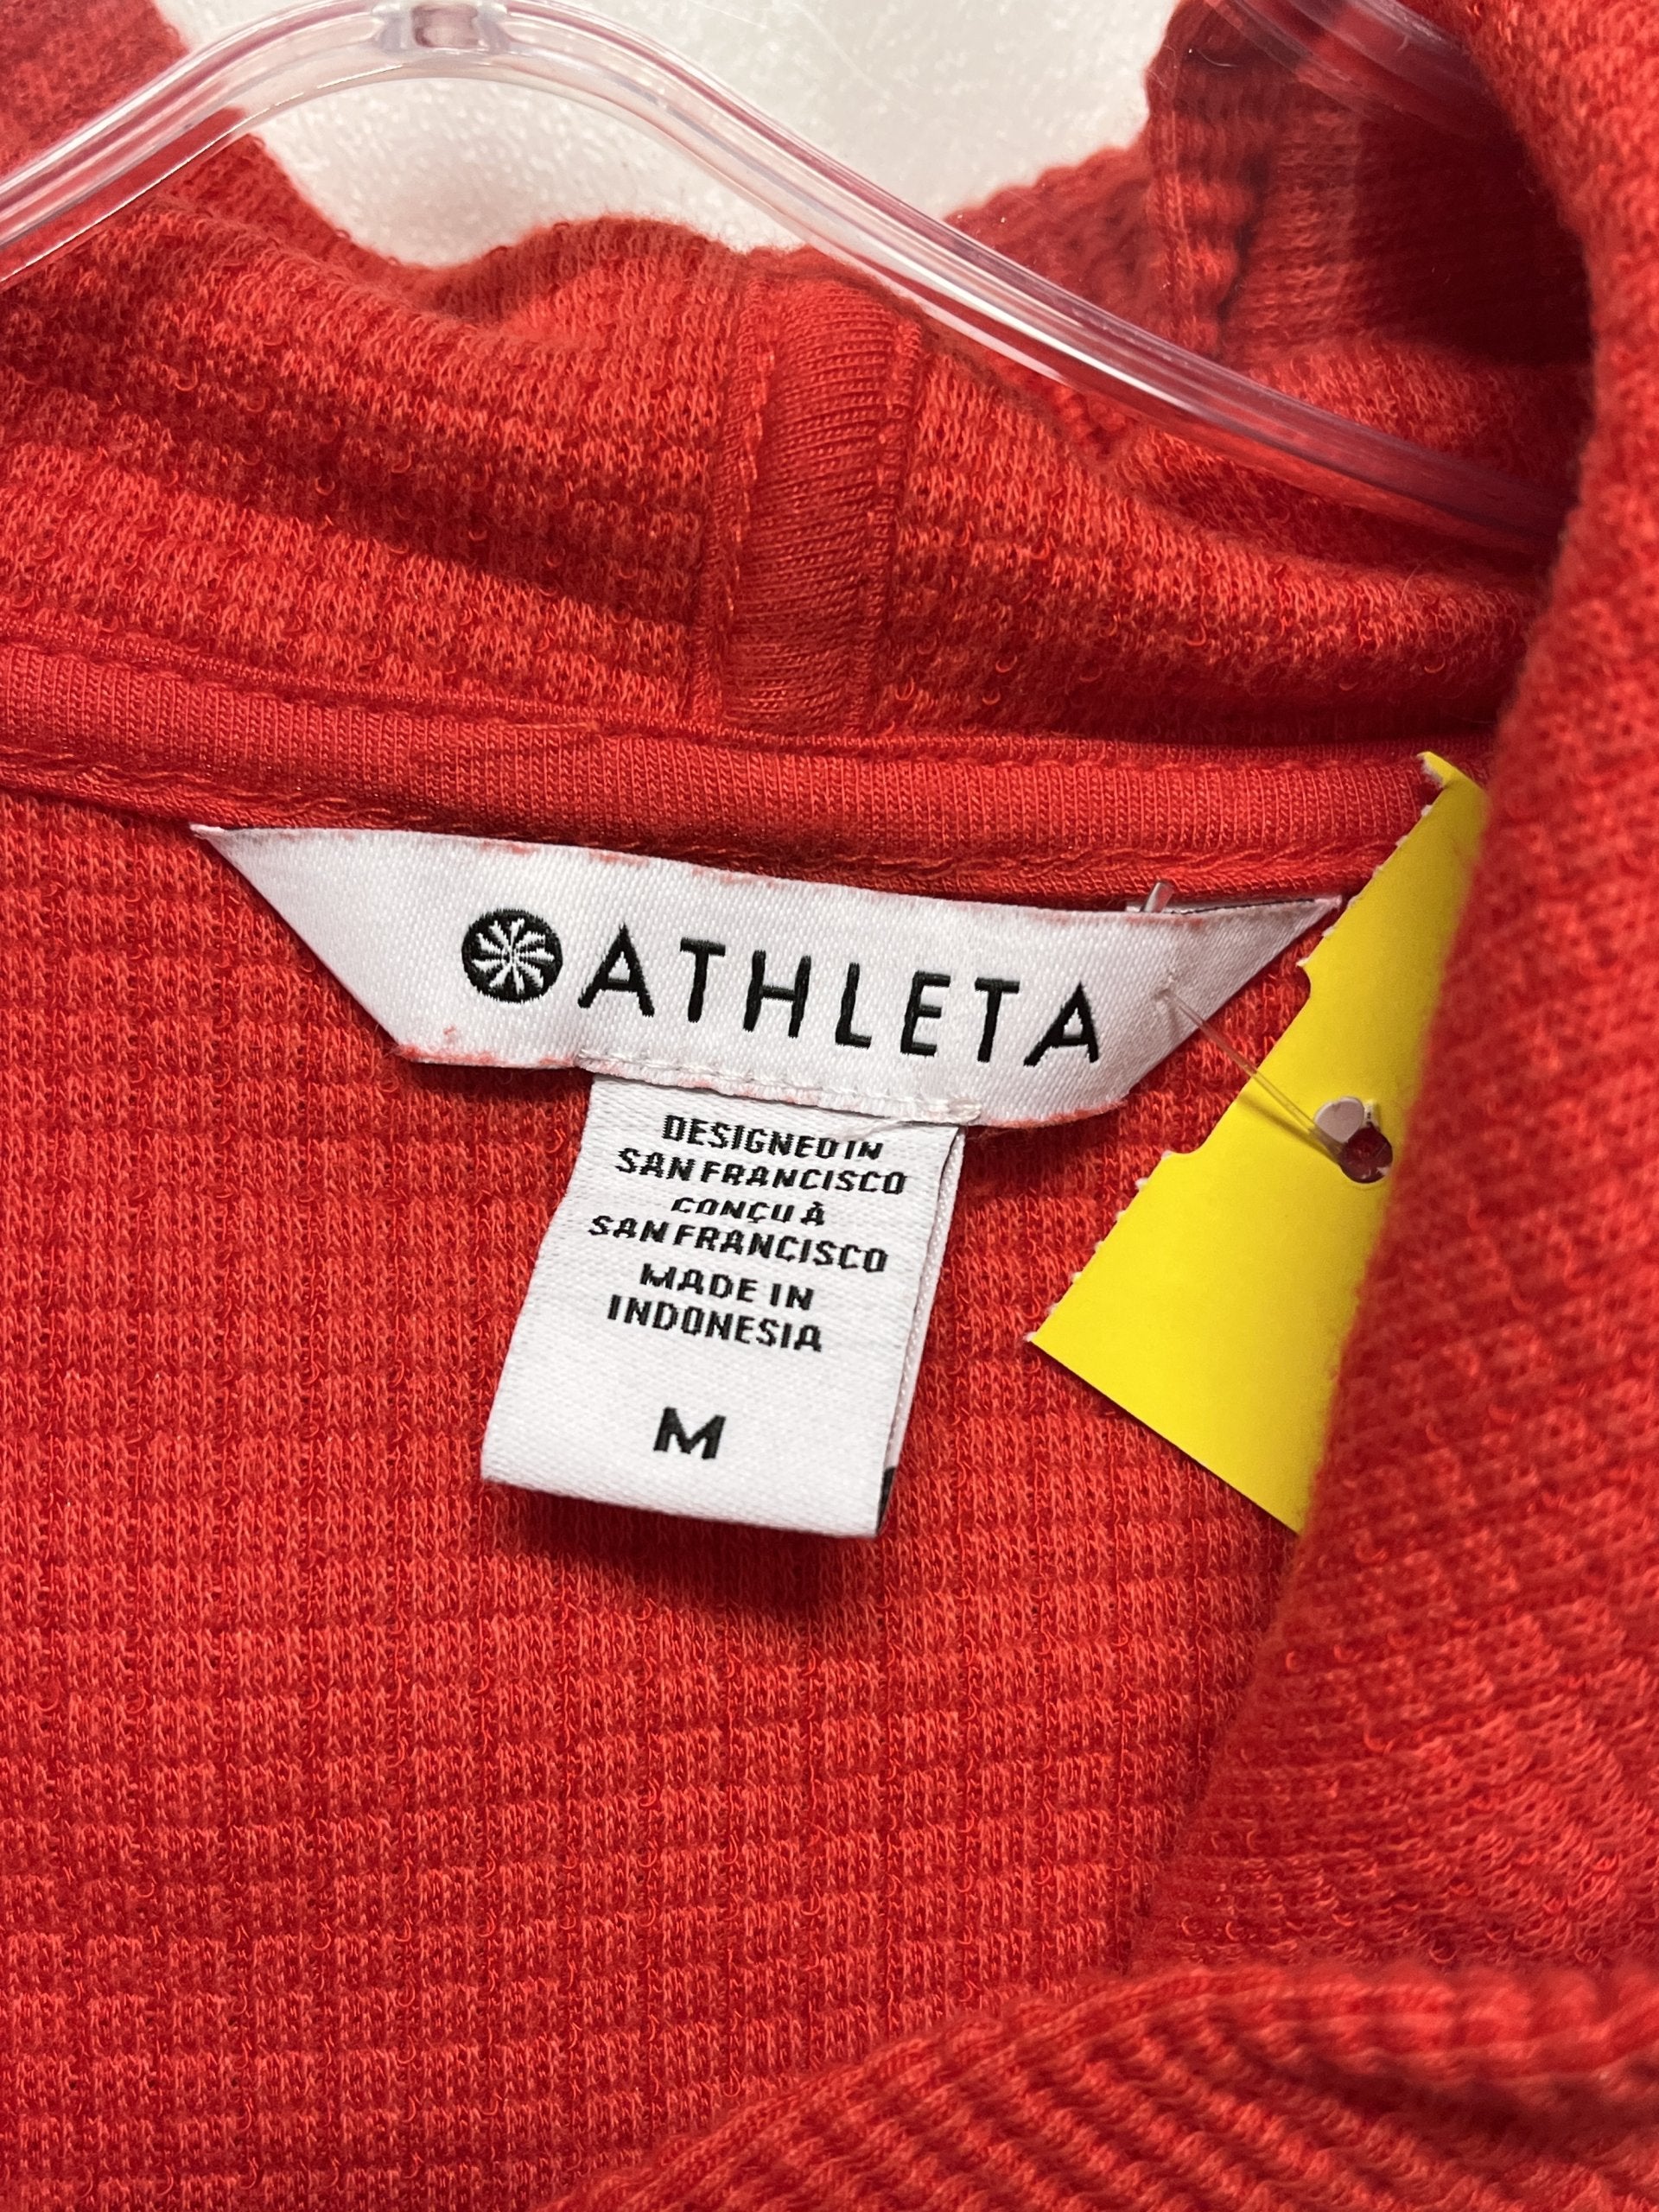 ATHLETA
DESIGNED IN
SAN FRANCISCO
CONÇU À
SAN FRANCISCO
MADE IN
INDONESIA
M